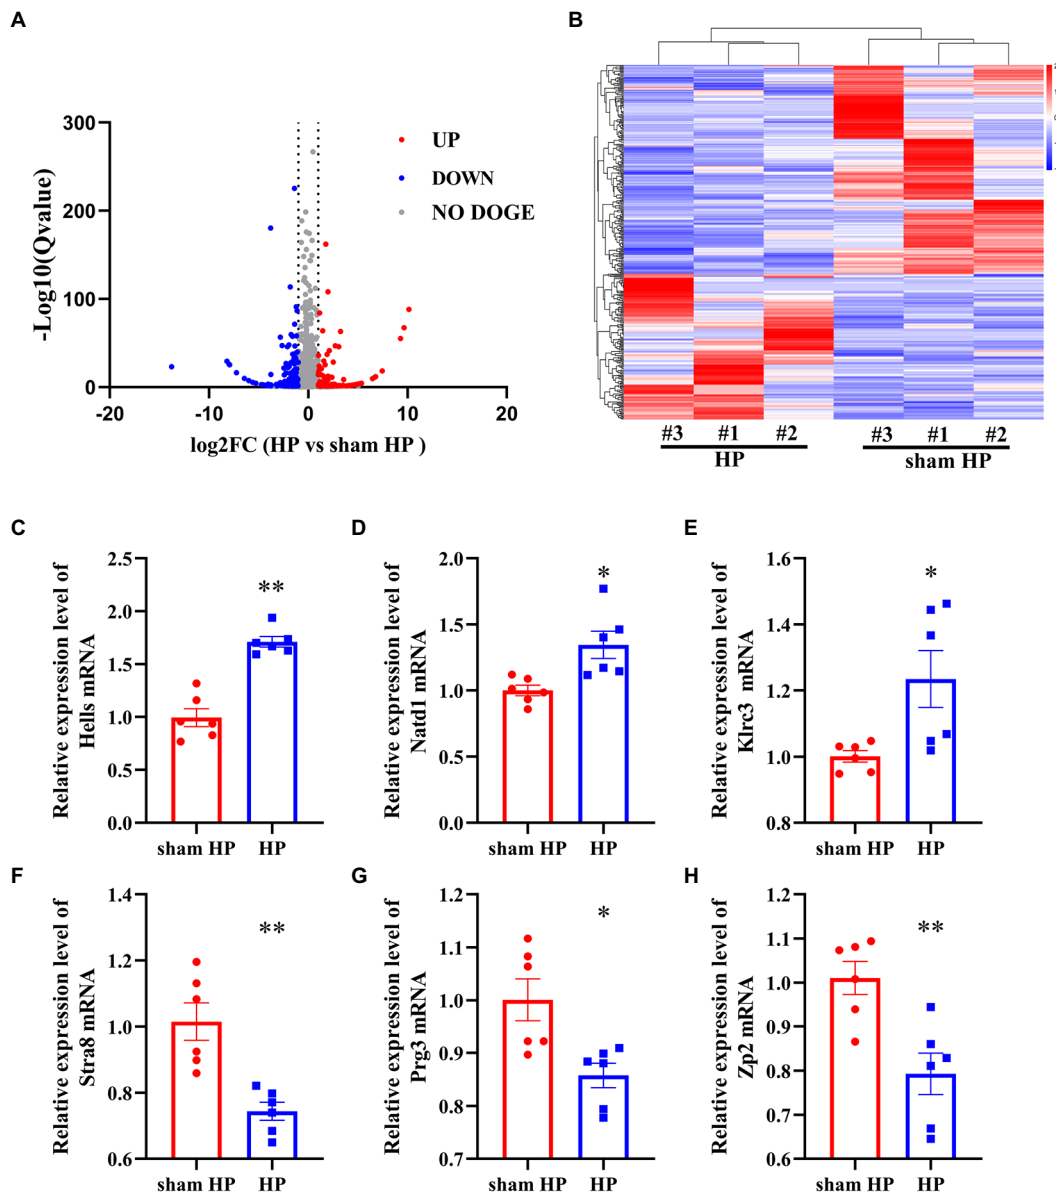 A
300
200
100
0
-Log10(Qvalue)
-20
-10
0
10
20
log2FC (HP vs sham HP )
UP
DOWN
NO DOGE
B
2
1
0
#3 #1 #2
HP
#3 #1 #2
sham HP
C
Relative expression level of
Hells mRNA
2.5
2.0
1.5
1.0
0.5
0.0
**
sham HP HP
D
Relative expression level of
Natd1 mRNA
2.0
1.5
1.0
0.5
0.0
*
sham HP HP
E
Relative expression level of
Klrc3 mRNA
1.6
1.4
1.2
1.0
0.8
*
sham HP HP
F
Relative expression level of
Stra8 mRNA
1.4
1.2
1.0
0.8
0.6
**
sham HP HP
G
Relative expression level of
Prg3 mRNA
1.2
1.1
1.0
0.9
0.8
0.7
*
sham HP HP
H
Relative expression level of
Zp2 mRNA
1.2
1.1
1.0
0.8
0.7
0.6
**
sham HP HP